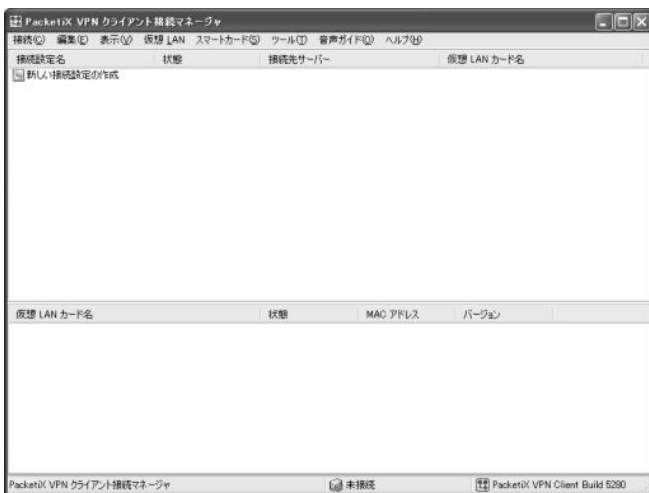 PacketiX VPN クライアント接続マネージャ
接続(C) 編集(E) 表示(V) 仮想 LAN スマートカード(S) ツール(T) 音声ガイド(O) ヘルプ(H)
接続設定名 状態 接続先サーバー 仮想 LAN カード名
新しい接続設定の作成
仮想 LAN カード名 状態 MAC アドレス バージョン
PacketiX VPN クライアント接続マネージャ 未接続 PacketiX VPN Client Build 5280